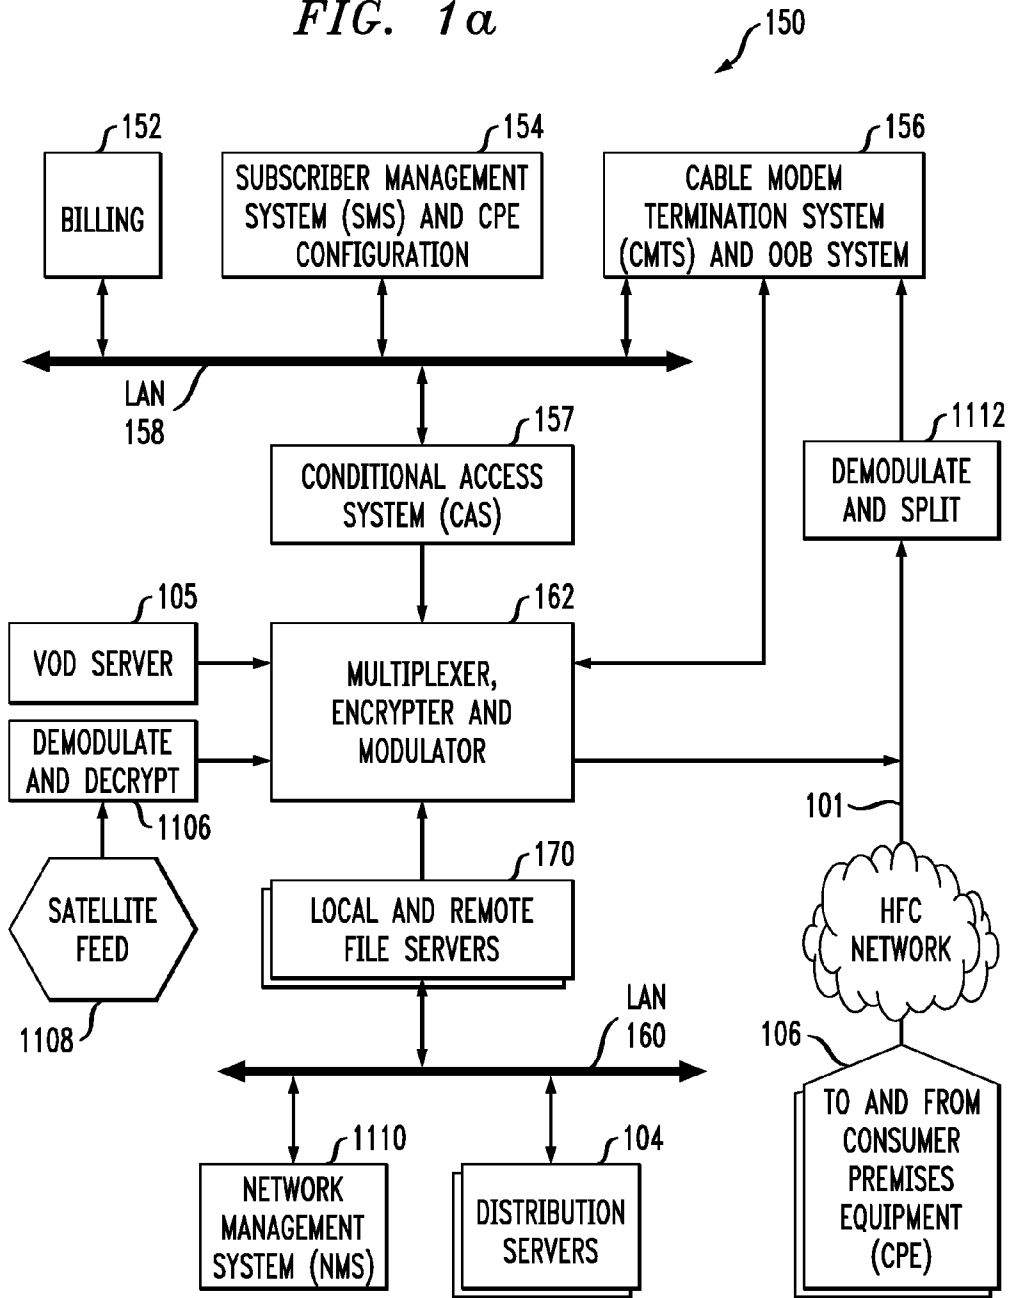 FIG. 1a
150
152
BILLING
154
SUBSCRIBER MANAGEMENT
SYSTEM (SMS) AND CPE
CONFIGURATION
156
CABLE MODEM
TERMINATION SYSTEM
(CMTS) AND OOB SYSTEM
LAN
158
157
CONDITIONAL ACCESS
SYSTEM (CAS)
1112
DEMODULATE
AND SPLIT
105
VOD SERVER
162
MULTIPLEXER,
ENCRYPTER AND
MODULATOR
DEMODULATE
AND DECRYPT
1106
101
SATELLITE
FEED
1108
170
LOCAL AND REMOTE
FILE SERVERS
HFC
NETWORK
LAN
160
106
TO AND FROM
CONSUMER
PREMISES
EQUIPMENT
(CPE)
1110
NETWORK
MANAGEMENT
SYSTEM (NMS)
104
DISTRIBUTION
SERVERS